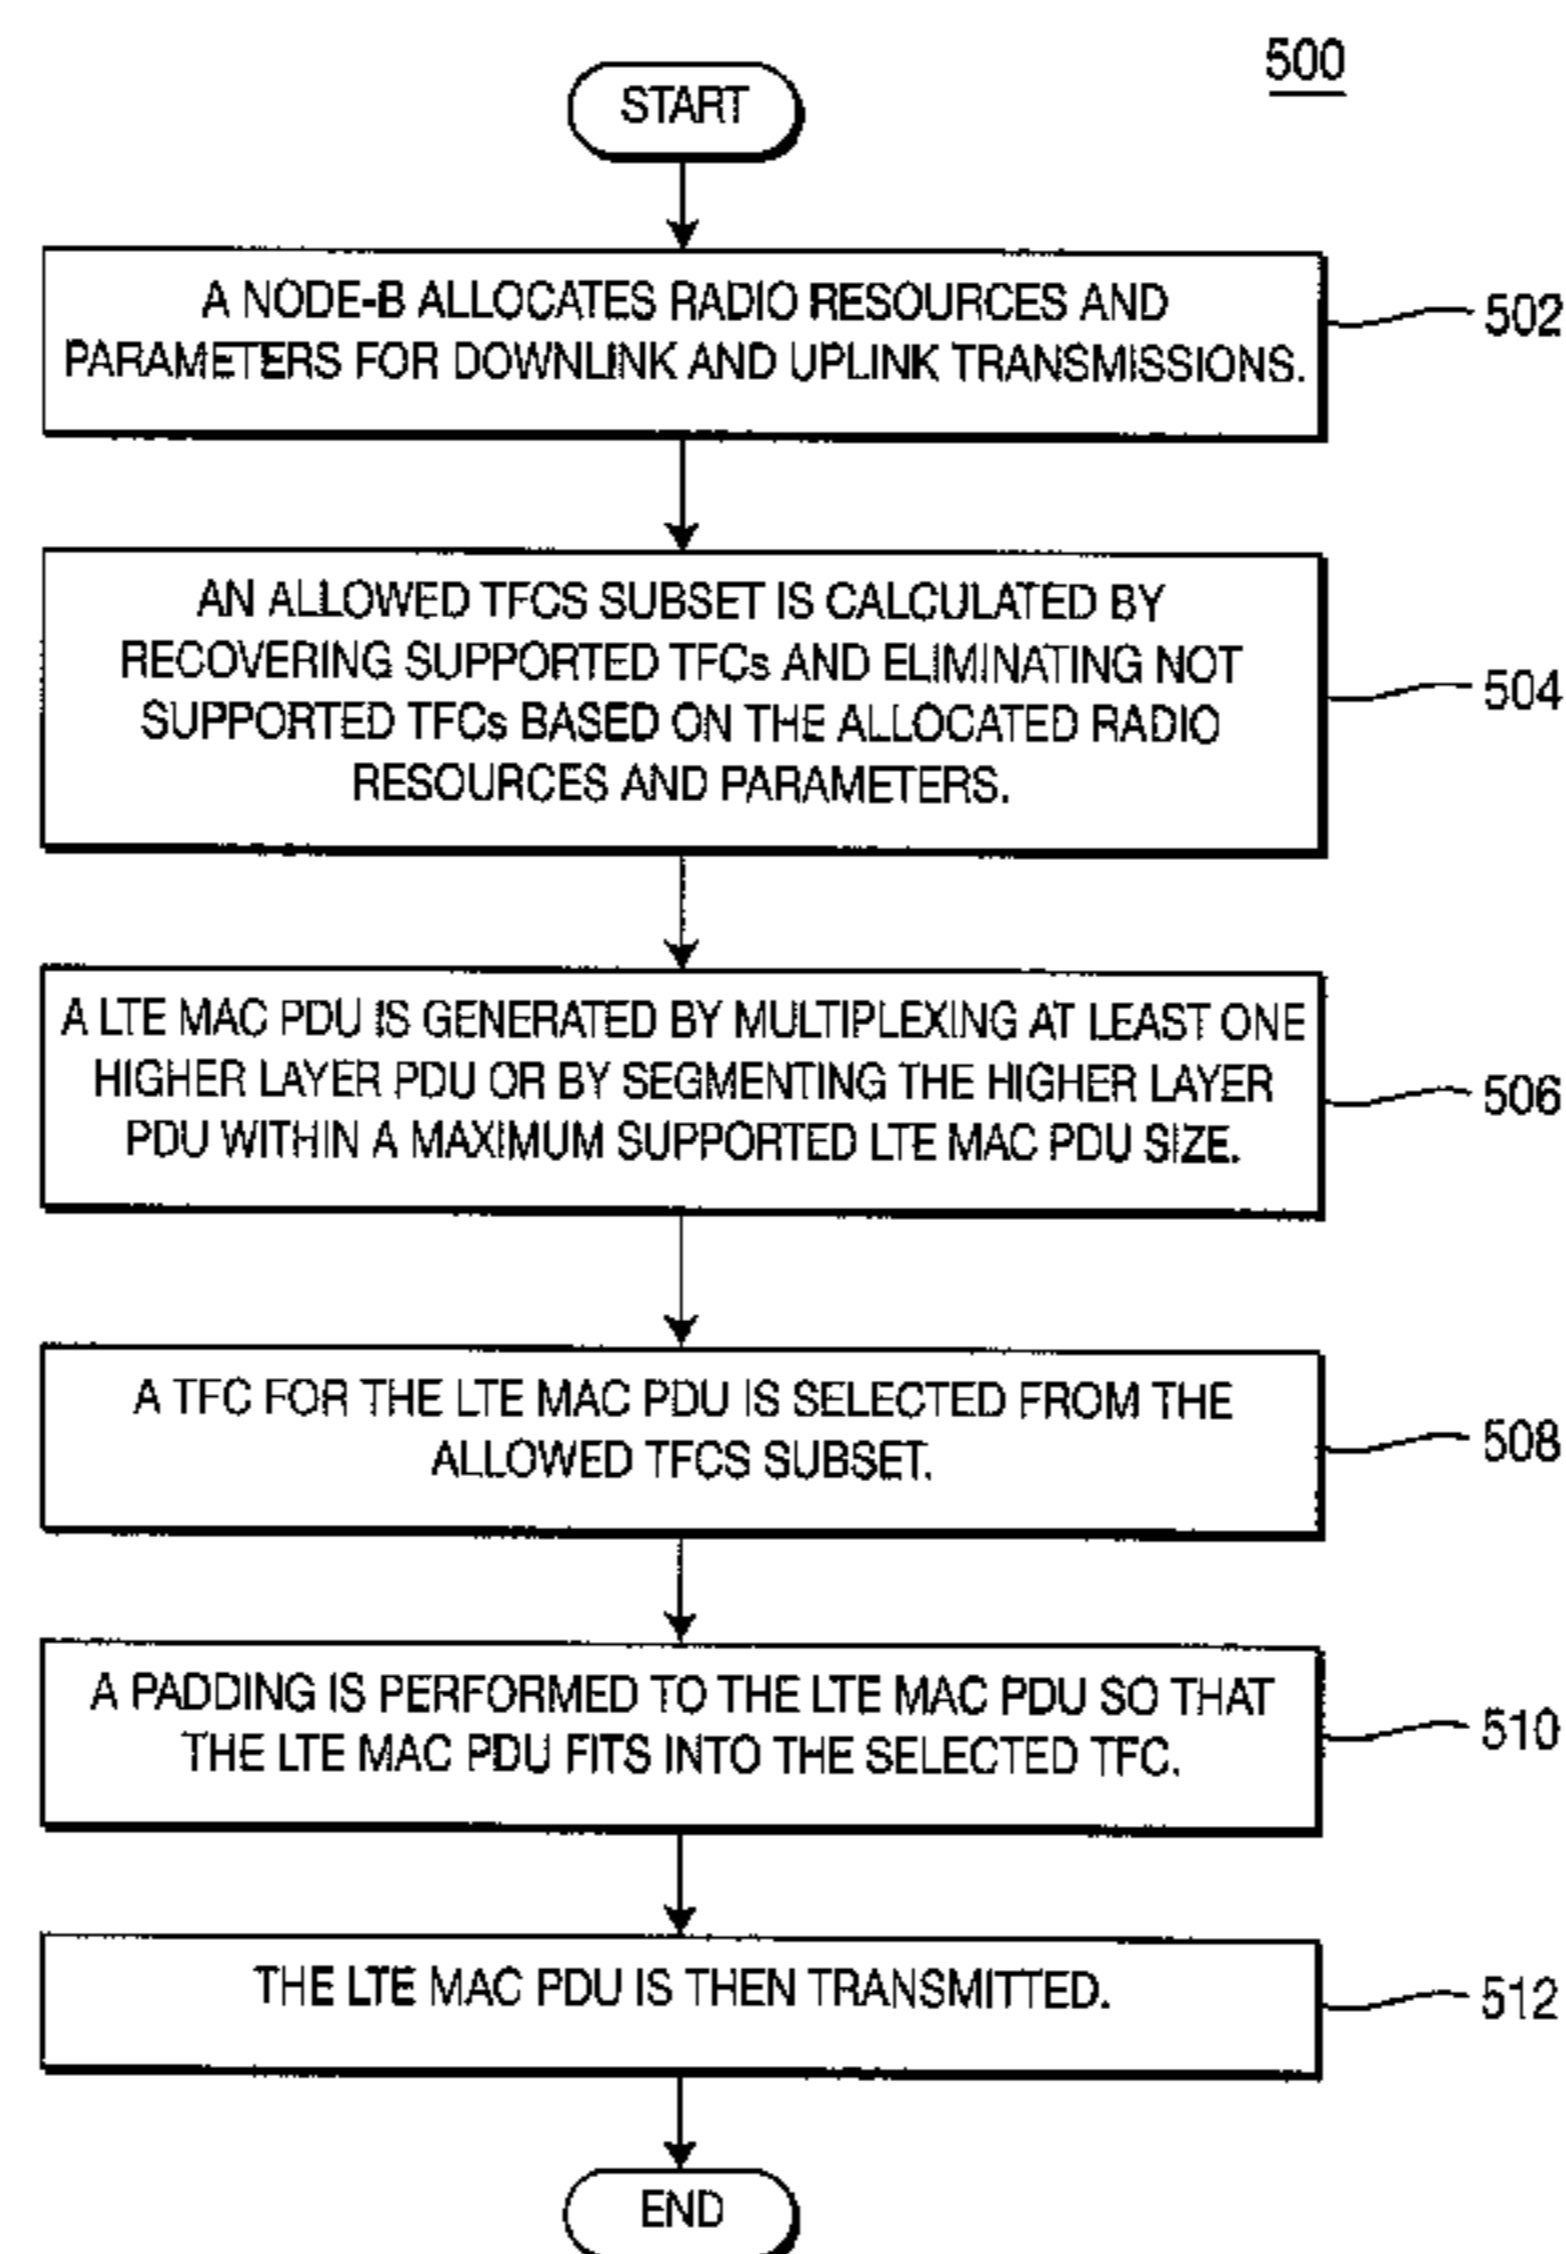 500
START
A NODE-B ALLOCATES RADIO RESOURCES AND
PARAMETERS FOR DOWNLINK AND UPLINK TRANSMISSIONS.
502
AN ALLOWED TFCS SUBSET IS CALCULATED BY
RECOVERING SUPPORTED TFCs AND ELIMINATING NOT
SUPPORTED TFCs BASED ON THE ALLOCATED RADIO
RESOURCES AND PARAMETERS.
504
A LTE MAC PDU IS GENERATED BY MULTIPLEXING AT LEAST ONE
HIGHER LAYER PDU OR BY SEGMENTING THE HIGHER LAYER
PDU WITHIN A MAXIMUM SUPPORTED LTE MAC PDU SIZE.
506
A TFC FOR THE LTE MAC PDU IS SELECTED FROM THE
ALLOWED TFCS SUBSET.
508
A PADDING IS PERFORMED TO THE LTE MAC PDU SO THAT
THE LTE MAC PDU FITS INTO THE SELECTED TFC.
510
THE LTE MAC PDU IS THEN TRANSMITTED.
512
END